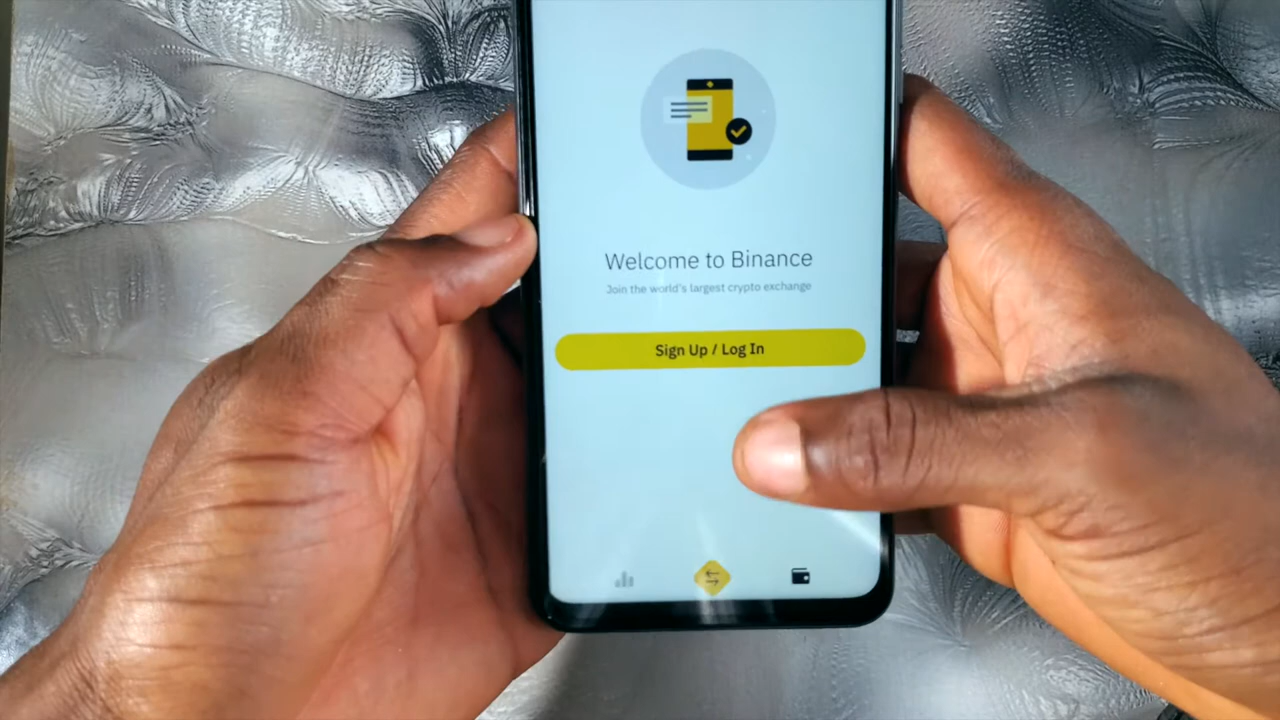 Welcome to Binance
Join the world's largest crypto exchange
Sign Up / Log In